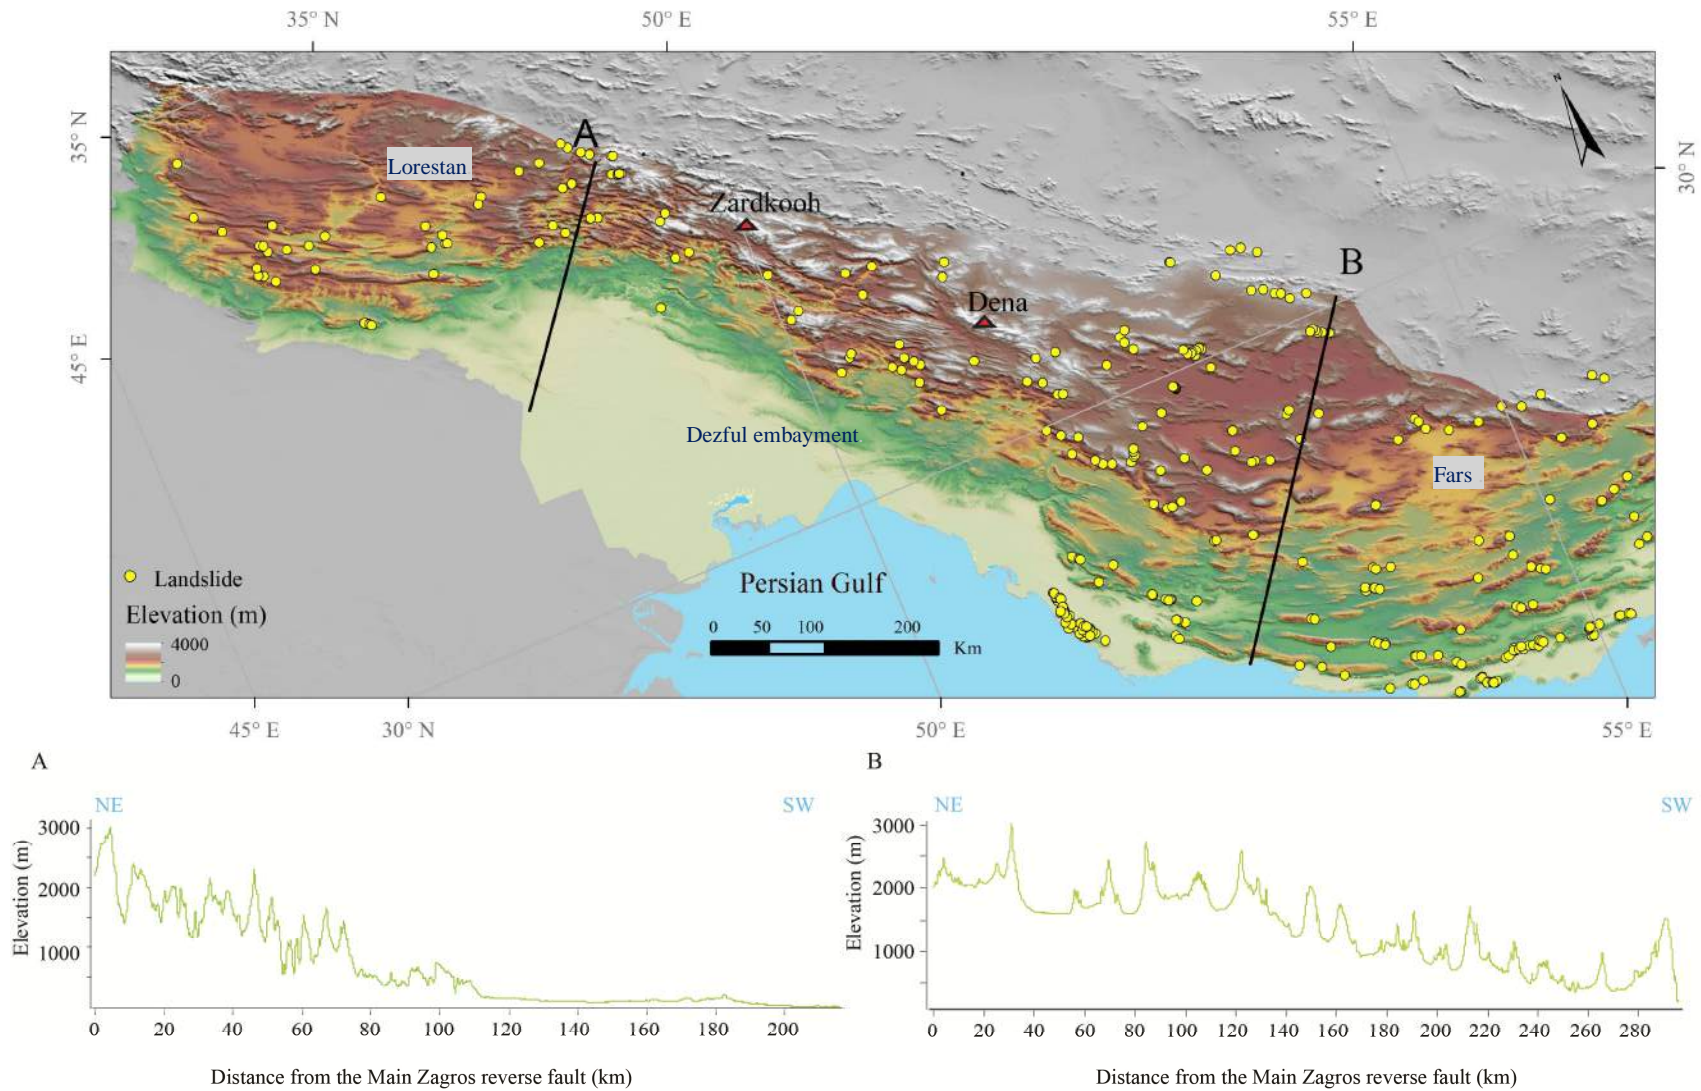 35° N
50° E
55° E
N
35° N
30° N
A
Lorestan
Zardkooh
B
Dena
45° E
Dezful embayment
Fars
Landslide
Persian Gulf
Elevation (m)
4000
0
0 50 100 200
Km
45° E
30° N
50° E
55° E
A
B
NE
SW
NE
SW
Elevation (m)
3000
2000
1000
0 20 40 60 80 100 120 140 160 180 200
Distance from the Main Zagros reverse fault (km)
Elevation (m)
3000
2000
1000
0 20 40 60 80 100 120 140 160 180 200 220 240 260 280
Distance from the Main Zagros reverse fault (km)